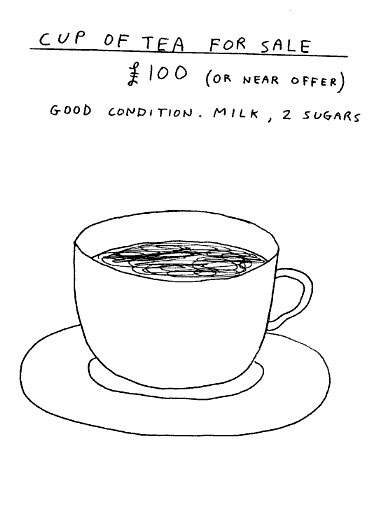 CUP OF TEA FOR SALE
£100 (OR NEAR OFFER)
GOOD CONDITION. MILK, 2 SUGARS